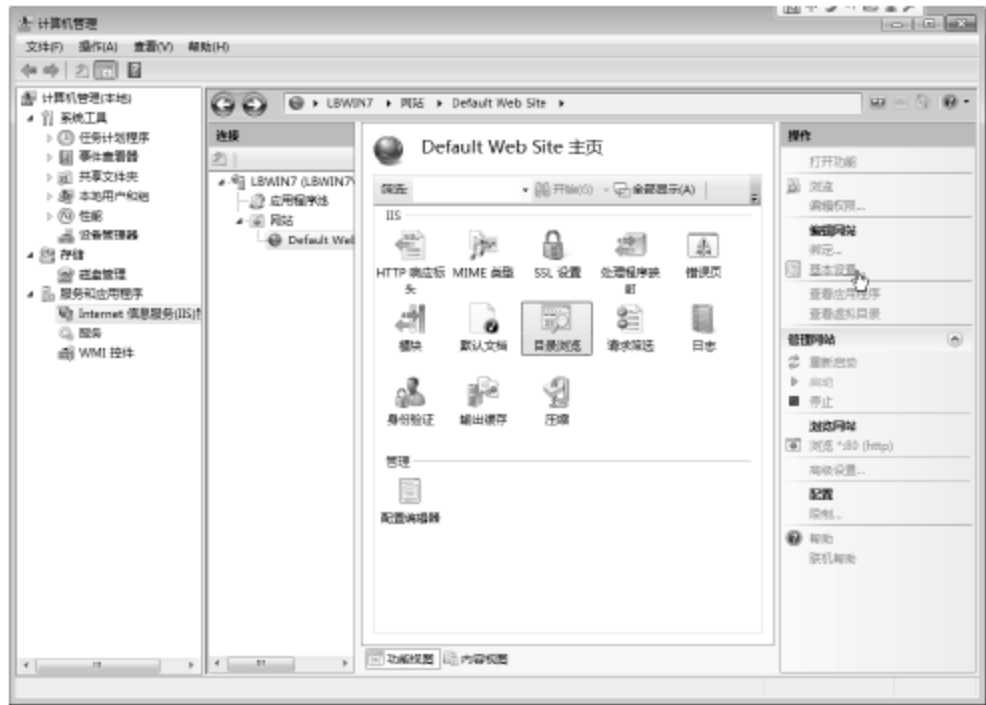 计算机管理
文件(F) 操作(A) 查看(V) 帮助(H)
计算机管理(本地)
系统工具
任务计划程序
事件查看器
共享文件夹
本地用户和组
性能
设备管理器
存储
磁盘管理
服务和应用程序
Internet 信息服务(IIS)
服务
WMI 控件
LBWIN7 网站 Default Web Site
连接
LBWIN7 (LBWIN7
应用程序池
网站
Default Wel
Default Web Site 主页
筛选: 开始(G) 全部显示(A)
IIS
HTTP 响应标头
MIME 类型
SSL 设置
处理程序映射
错误页
模块
默认文档
目录浏览
请求筛选
日志
身份验证
输出缓存
压缩
管理
配置编辑器
功能视图 内容视图
操作
打开功能
浏览
编辑权限...
编辑网站
绑定...
基本设置...
查看应用程序
查看虚拟目录
管理网站
重新启动
启动
停止
浏览网站
浏览 *:80 (http)
高级设置...
配置
限制...
帮助
联机帮助